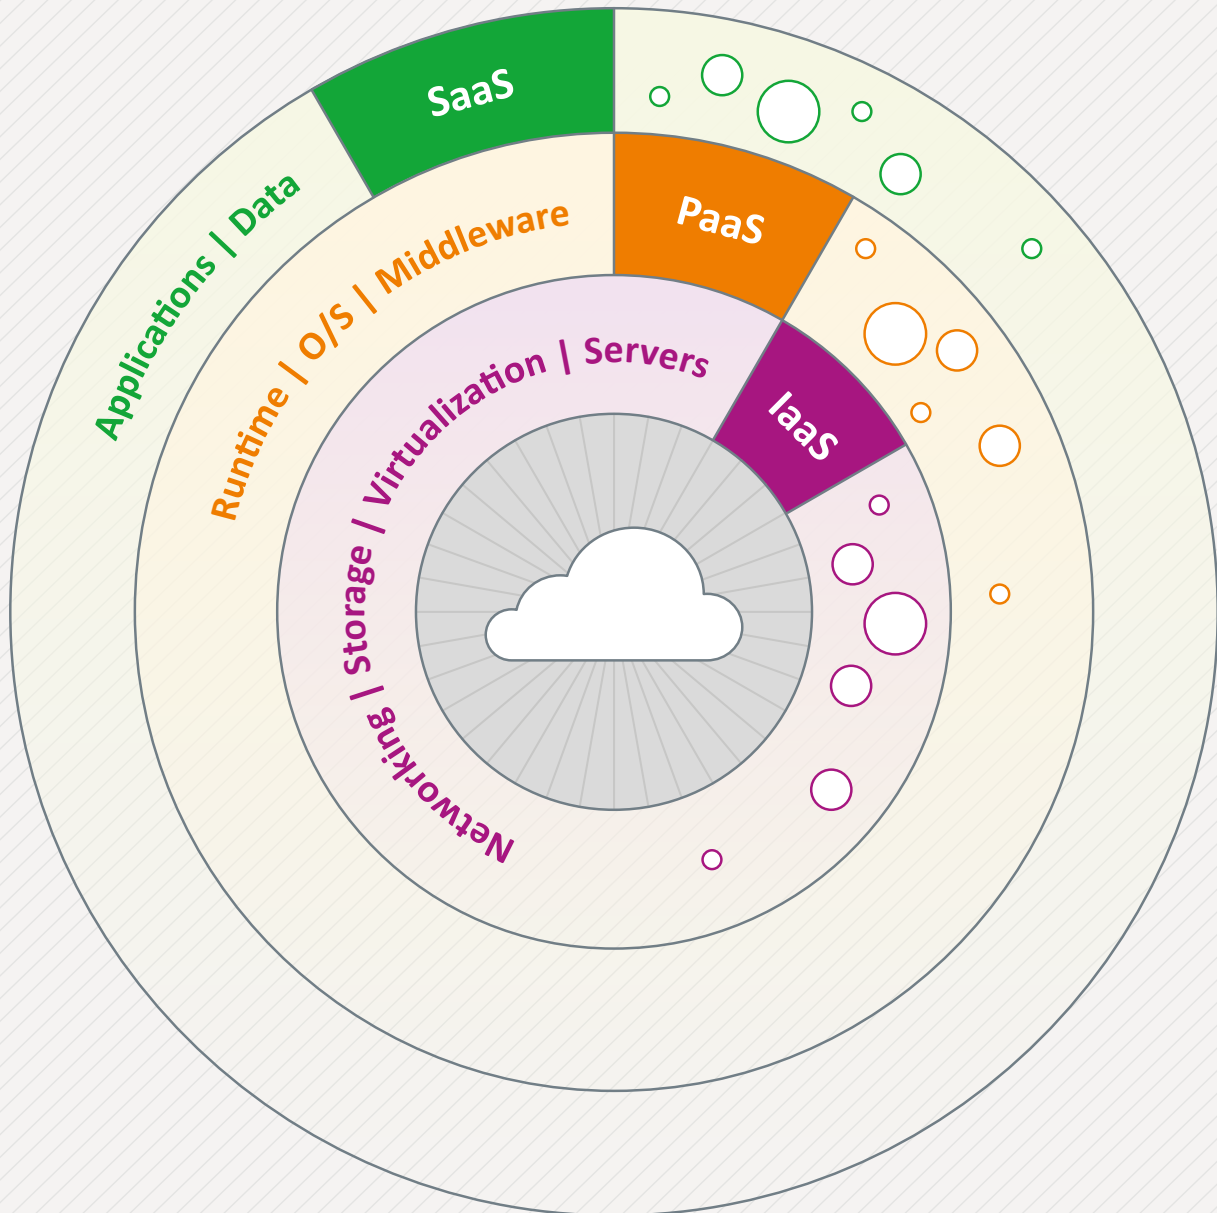 SaaS
Applications | Data
PaaS
Runtime | O/S | Middleware
IaaS
Networking | Storage | Virtualization | Servers